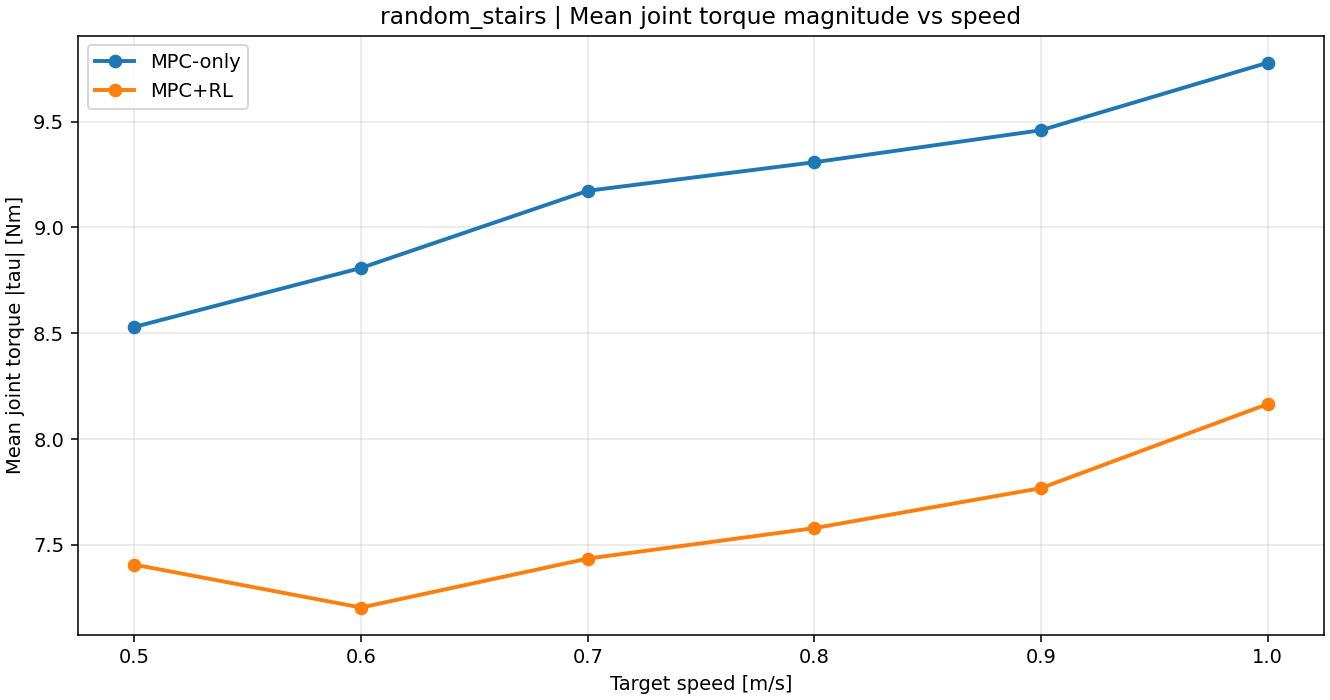 random_stairs | Mean joint torque magnitude vs speed
MPC-only
MPC+RL
Mean joint torque |tau| [Nm]
9.5
9.0
8.5
8.0
7.5
0.5 0.6 0.7 0.8 0.9 1.0
Target speed [m/s]